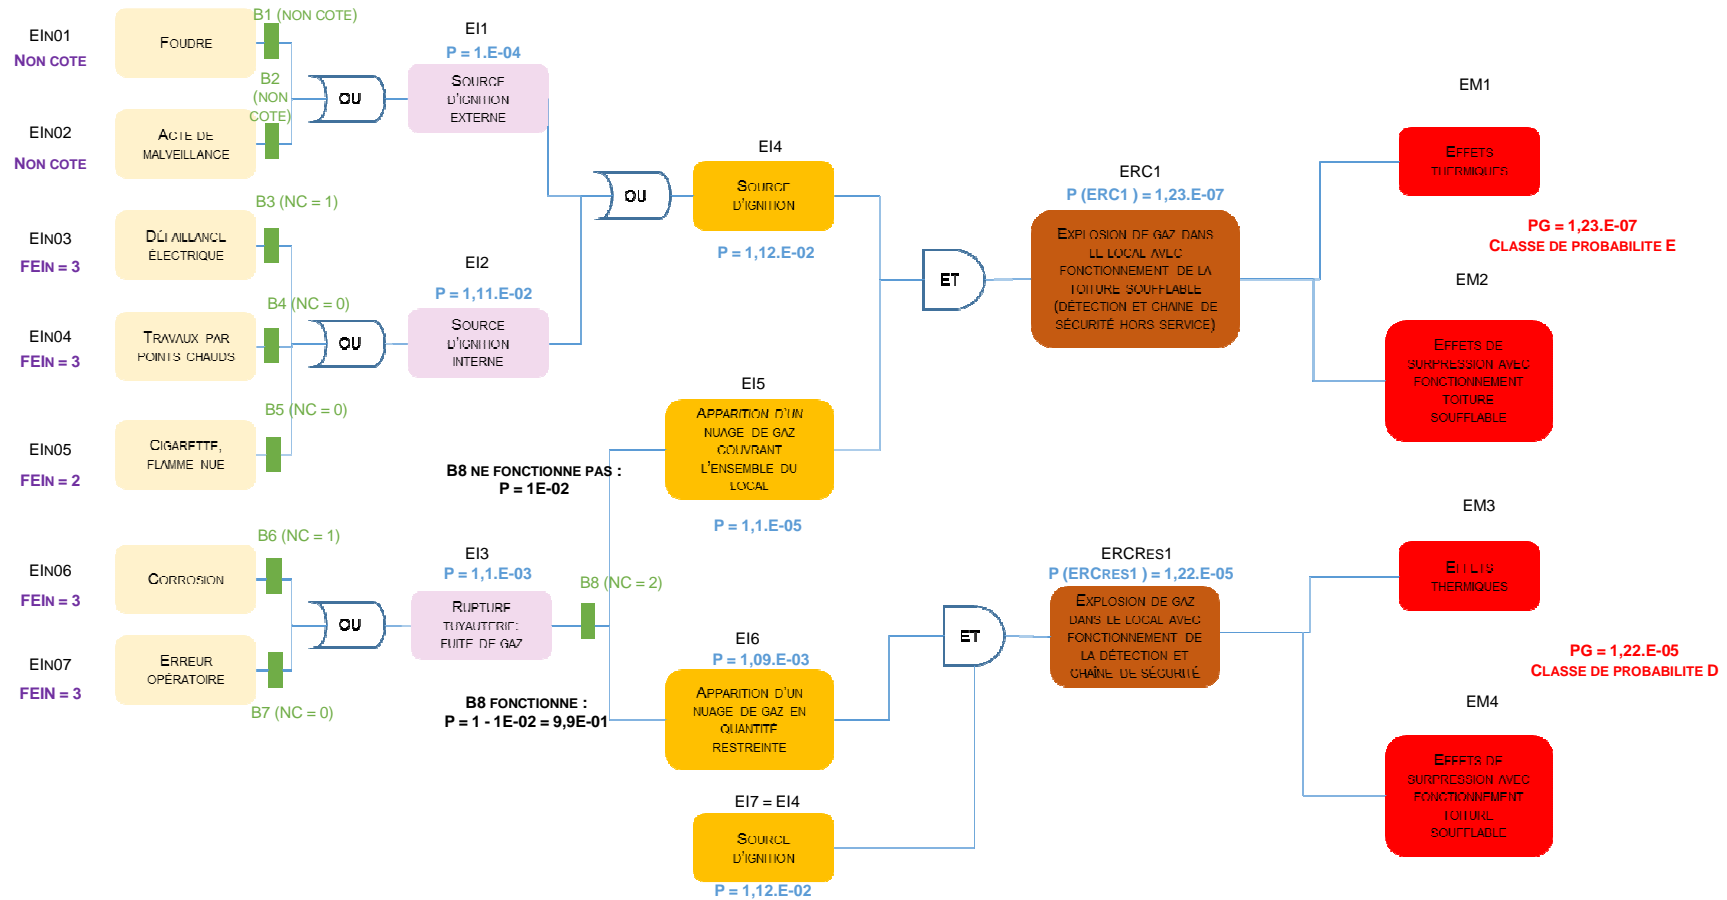 EIN01
NON COTE
FOUDRE
B1 (NON COTE)
EIN02
NON COTE
ACTE DE
MALVEILLANCE
B2
(NON
COTE)
OU
EI1
P = 1.E-04
SOURCE
D'IGNITION
EXTERNE
EIN03
FEIN = 3
DÉFAILLANCE
ÉLECTRIQUE
B3 (NC = 1)
EIN04
FEIN = 3
TRAVAUX PAR
POINTS CHAUDS
B4 (NC = 0)
EIN05
FEIN = 2
CIGARETTE,
FLAMME NUE
B5 (NC = 0)
OU
EI2
P = 1,11.E-02
SOURCE
D'IGNITION
INTERNE
OU
EI4
SOURCE
D'IGNITION
P = 1,12.E-02
EIN06
FEIN = 3
CORROSION
B6 (NC = 1)
EIN07
FEIN = 3
ERREUR
OPÉRATOIRE
B7 (NC = 0)
OU
EI3
P = 1,1.E-03
RUPTURE
TUYAUTERIE:
FUITE DE GAZ
B8 (NC = 2)
B8 NE FONCTIONNE PAS :
P = 1E-02
B8 FONCTIONNE :
P = 1 - 1E-02 = 9,9E-01
EI5
APPARITION D'UN
NUAGE DE GAZ
COUVRANT
L'ENSEMBLE DU
LOCAL
P = 1,1.E-05
EI6
P = 1,09.E-03
APPARITION D'UN
NUAGE DE GAZ EN
QUANTITÉ
RESTREINTE
EI7 = EI4
SOURCE
D'IGNITION
P = 1,12.E-02
ET
ERC1
P (ERC1 ) = 1,23.E-07
EXPLOSION DE GAZ DANS
LE LOCAL AVEC
FONCTIONNEMENT DE LA
TOITURE SOUFFLABLE
(DÉTECTION ET CHAINE DE
SÉCURITÉ HORS SERVICE)
ET
ERCRES1
P (ERCRES1 ) = 1,22.E-05
EXPLOSION DE GAZ
DANS LE LOCAL AVEC
FONCTIONNEMENT DE
LA DÉTECTION ET
CHAÎNE DE SÉCURITÉ
EM1
EFFETS
THERMIQUES
PG = 1,23.E-07
CLASSE DE PROBABILITE E
EM2
EFFETS DE
SURPRESSION AVEC
FONCTIONNEMENT
TOITURE
SOUFFLABLE
EM3
EFFETS
THERMIQUES
PG = 1,22.E-05
CLASSE DE PROBABILITE D
EM4
EFFETS DE
SURPRESSION AVEC
FONCTIONNEMENT
TOITURE
SOUFFLABLE